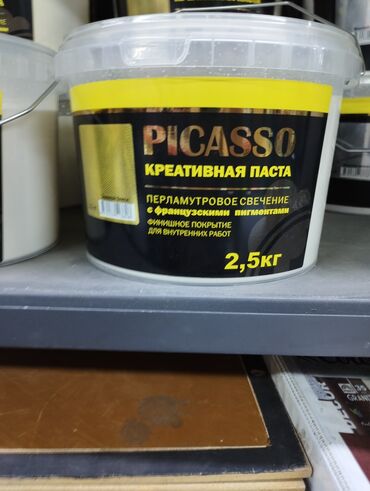 PICASSO
КРЕАТИВНАЯ ПАСТА
ПЕРЛАМУТРОВОЕ СВЕЧЕНИЕ
с французскими пигментами
ФИНИШНОЕ ПОКРЫТИЕ
ДЛЯ ВНУТРЕННИХ РАБОТ
2,5кг